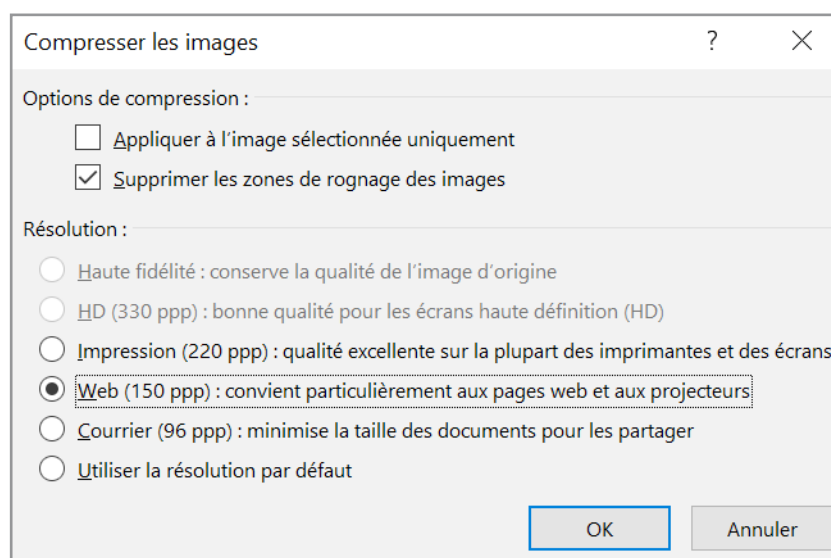 Compresser les images
?
Options de compression :
Appliquer à l'image sélectionnée uniquement
Supprimer les zones de rognage des images
Résolution :
Haute fidélité : conserve la qualité de l'image d'origine
HD (330 ppp) : bonne qualité pour les écrans haute définition (HD)
Impression (220 ppp) : qualité excellente sur la plupart des imprimantes et des écrans
Web (150 ppp) : convient particulièrement aux pages web et aux projecteurs
Courrier (96 ppp) : minimise la taille des documents pour les partager
Utiliser la résolution par défaut
OK
Annuler